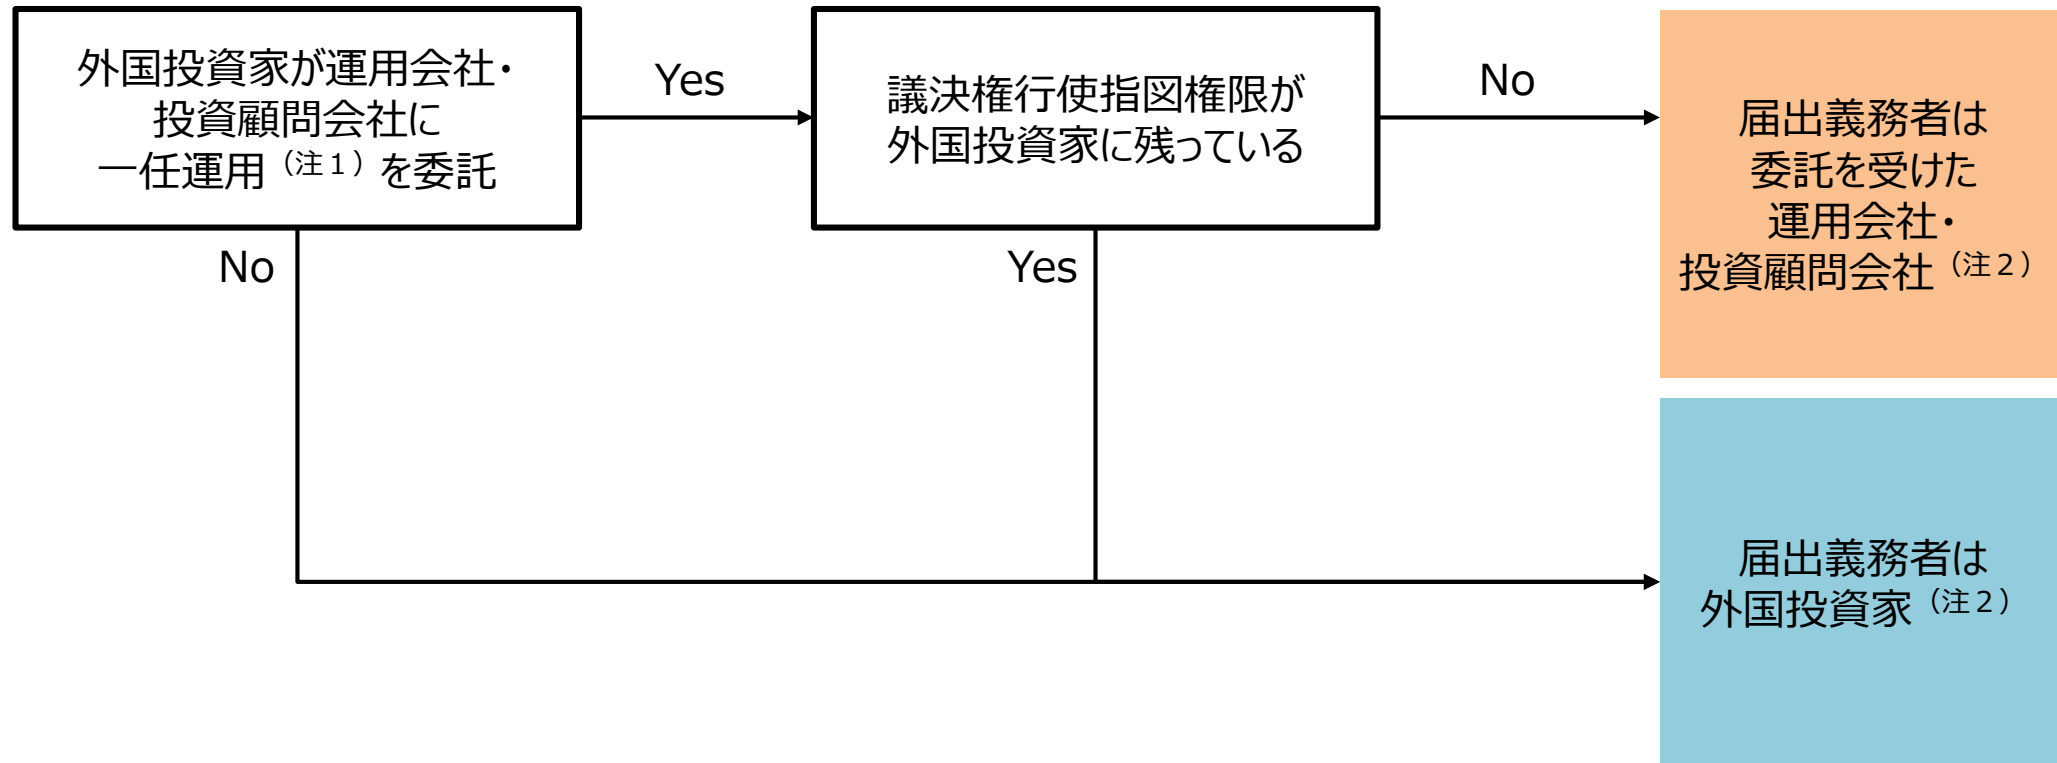 外国投資家が運用会社・
投資顧問会社に
一任運用（注１）を委託
Yes
議決権行使指図権限が
外国投資家に残っている
No
届出義務者は
委託を受けた
運用会社・
投資顧問会社（注２）
No
Yes
届出義務者は
外国投資家（注２）